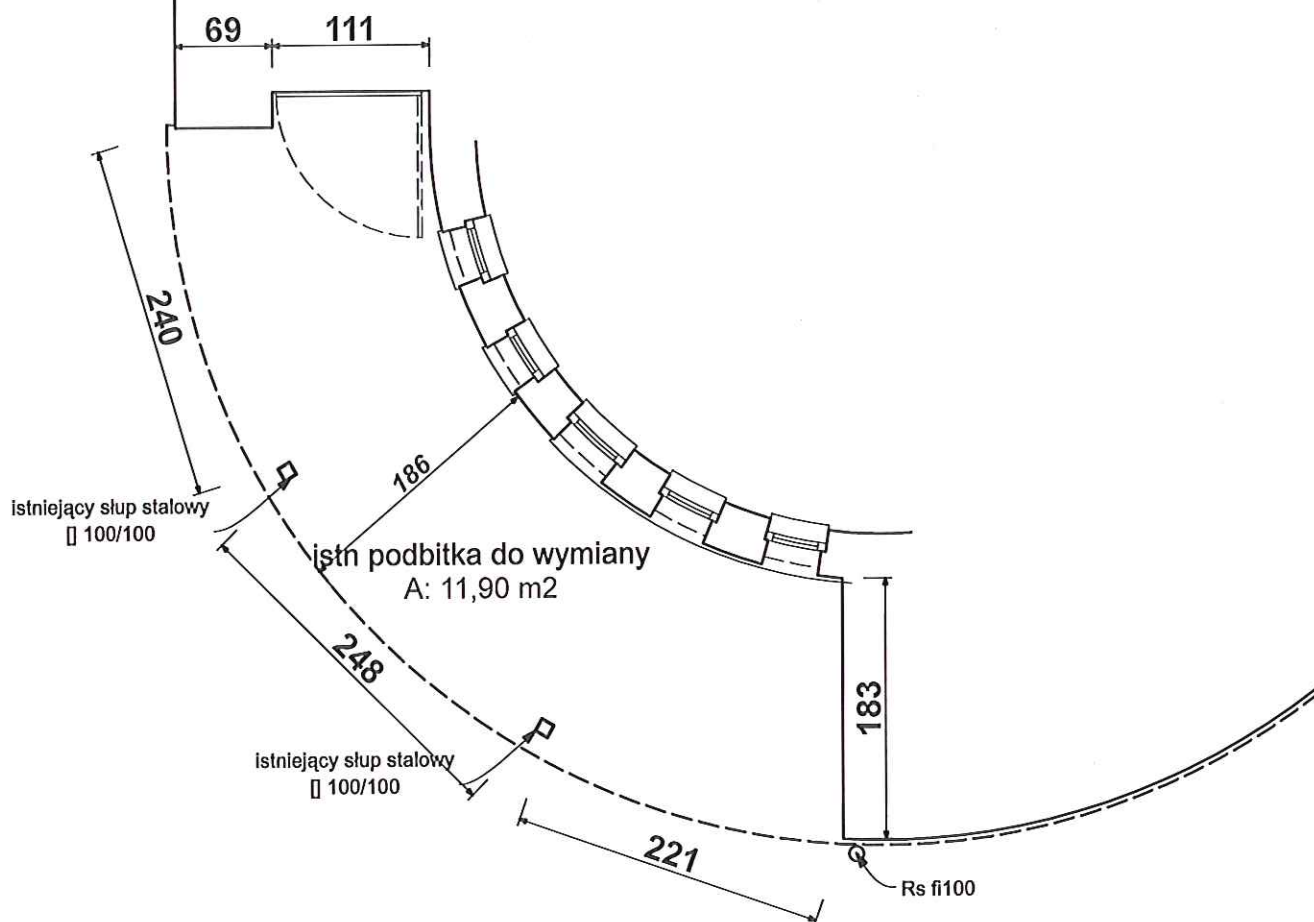 69
111
240
186
istniejący słup stalowy
[] 100/100
istn podbitka do wymiany
A: 11,90 m2
248
183
istniejący słup stalowy
[] 100/100
221
Rs fi100